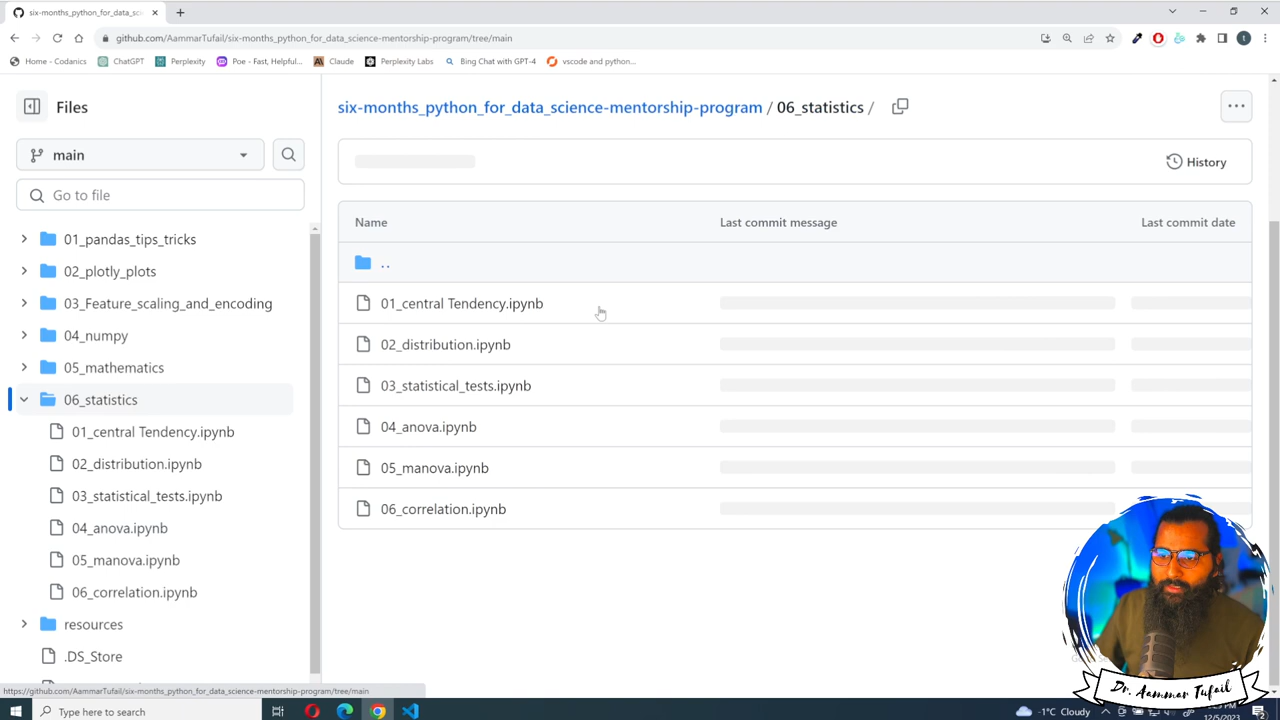 six-months_python_for_data_sci
github.com/AammarTufail/six-months_python_for_data_science-mentorship-program/tree/main
Home - Codanics
ChatGPT
Perplexity
Poe - Fast, Helpful...
Claude
Perplexity Labs
Bing Chat with GPT-4
vscode and python...
Files
main
Go to file
01_pandas_tips_tricks
02_plotly_plots
03_Feature_scaling_and_encoding
04_numpy
05_mathematics
06_statistics
01_central Tendency.ipynb
02_distribution.ipynb
03_statistical_tests.ipynb
04_anova.ipynb
05_manova.ipynb
06_correlation.ipynb
resources
.DS_Store
six-months_python_for_data_science-mentorship-program / 06_statistics /
History
Name Last commit message Last commit date
..
01_central Tendency.ipynb
02_distribution.ipynb
03_statistical_tests.ipynb
04_anova.ipynb
05_manova.ipynb
06_correlation.ipynb
Dr. Aammar Tufail
https://github.com/AammarTufail/six-months_python_for_data_science-mentorship-program/tree/main
Type here to search
-1°C Cloudy
12/5/2023